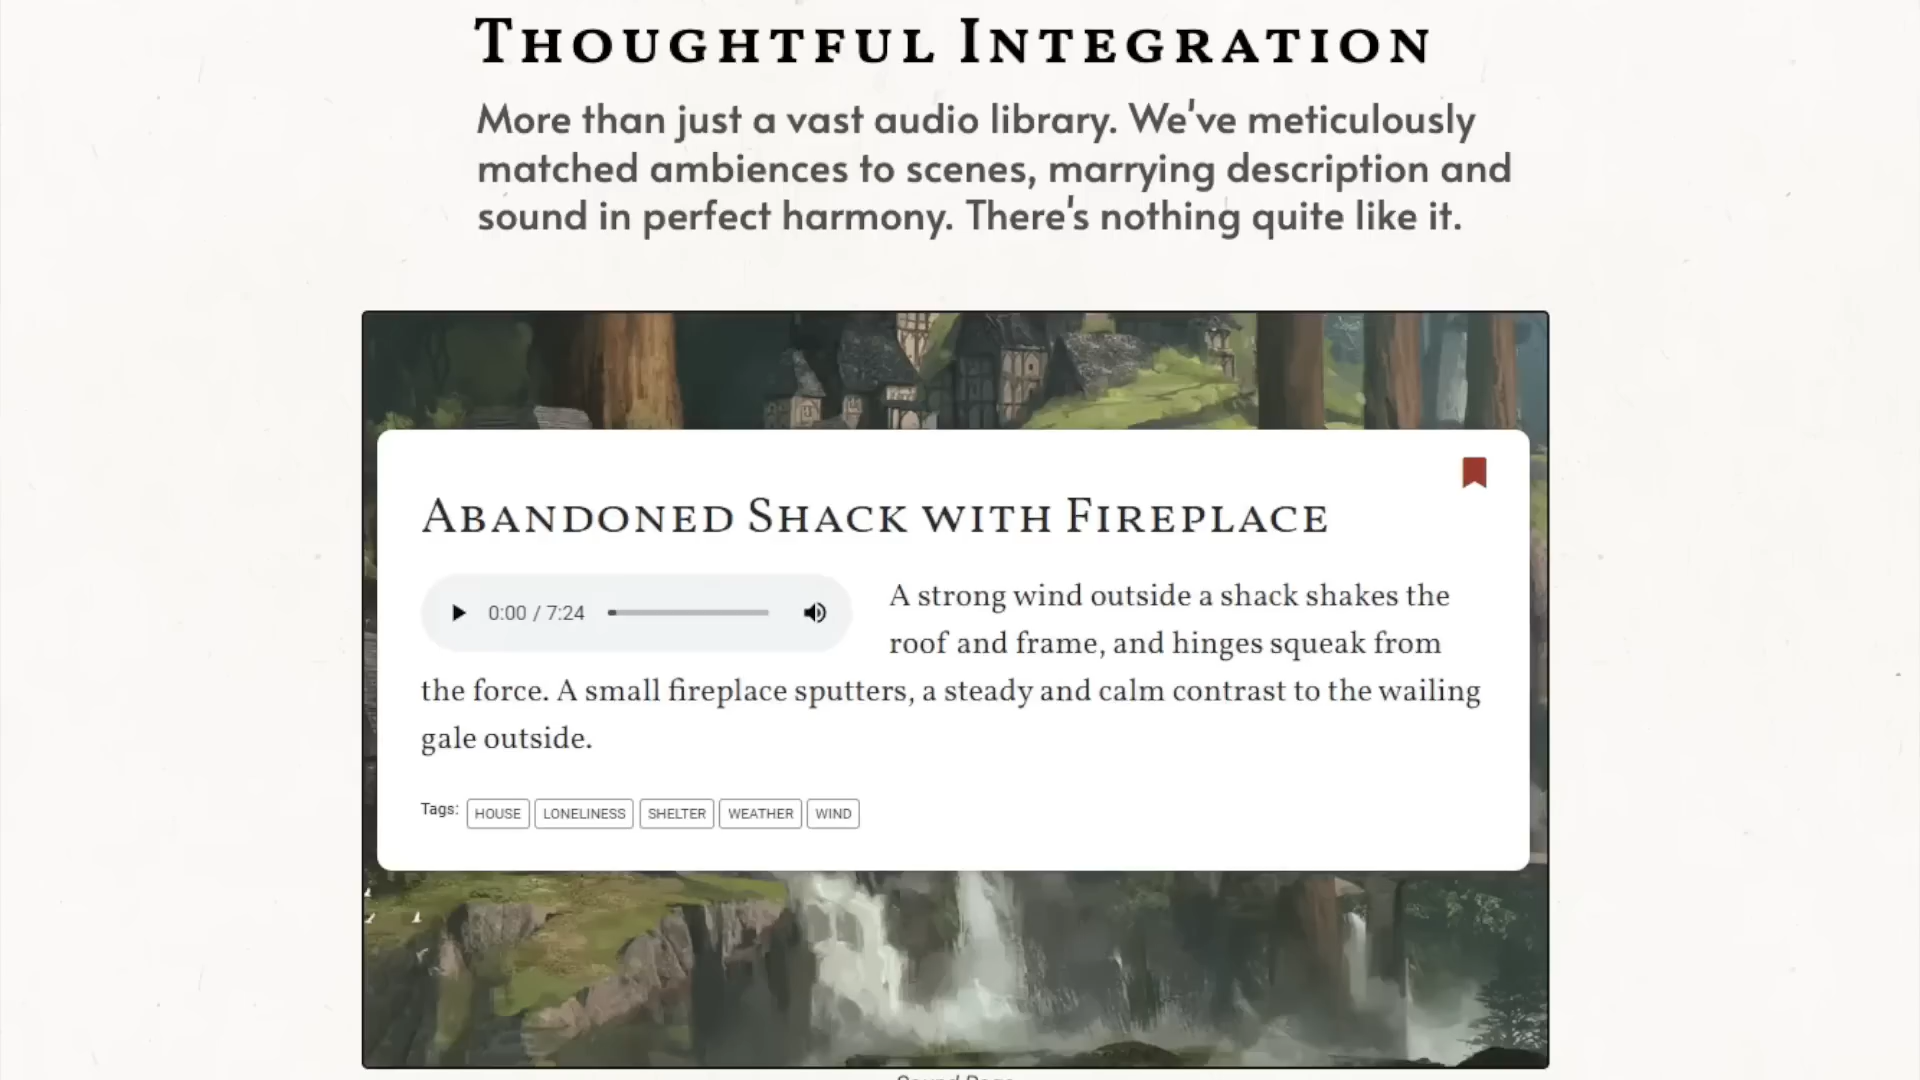 Thoughtful Integration
More than just a vast audio library. We've meticulously
matched ambiences to scenes, marrying description and
sound in perfect harmony. There's nothing quite like it.
Abandoned Shack with Fireplace
0:00 / 7:24
A strong wind outside a shack shakes the
roof and frame, and hinges squeak from
the force. A small fireplace sputters, a steady and calm contrast to the wailing
gale outside.
Tags: HOUSE LONELINESS SHELTER WEATHER WIND